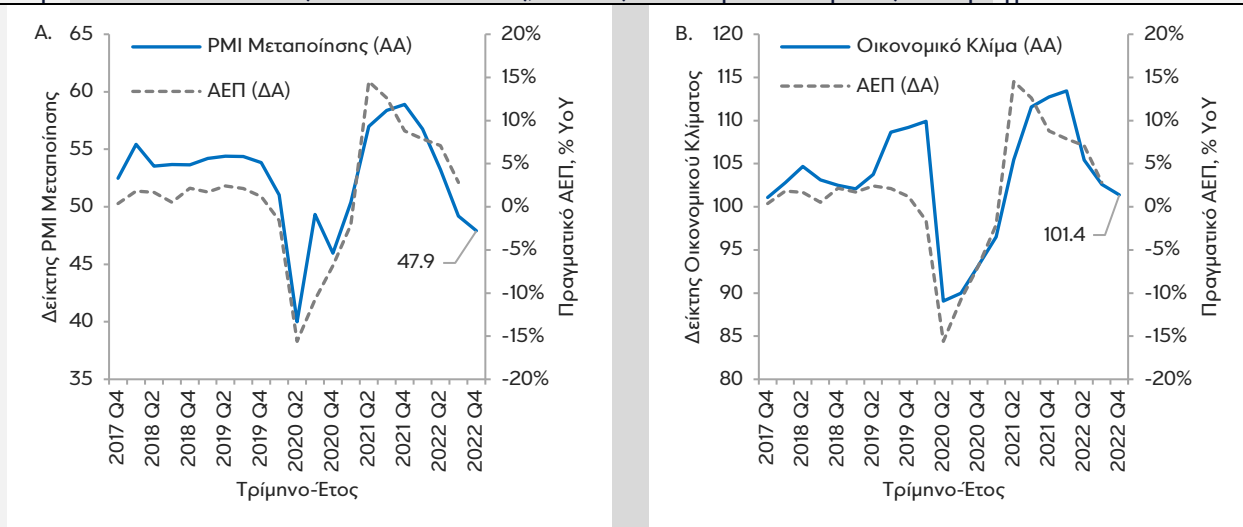 A.
PMI Μεταποίησης (ΑΑ)
ΑΕΠ (ΔΑ)
Δείκτης PMI Μεταποίησης
65
60
55
50
45
40
35
20%
15%
10%
5%
0%
-5%
-10%
-15%
-20%
Πραγματικό ΑΕΠ, % YoY
47.9
2017 Q4
2018 Q2
2018 Q4
2019 Q2
2019 Q4
2020 Q2
2020 Q4
2021 Q2
2021 Q4
2022 Q2
2022 Q4
Τρίμηνο-Έτος
B.
Οικονομικό Κλίμα (ΑΑ)
ΑΕΠ (ΔΑ)
Δείκτης Οικονομικού Κλίματος
120
115
110
105
100
95
90
85
80
20%
15%
10%
5%
0%
-5%
-10%
-15%
-20%
Πραγματικό ΑΕΠ, % YoY
101.4
2017 Q4
2018 Q2
2018 Q4
2019 Q2
2019 Q4
2020 Q2
2020 Q4
2021 Q2
2021 Q4
2022 Q2
2022 Q4
Τρίμηνο-Έτος